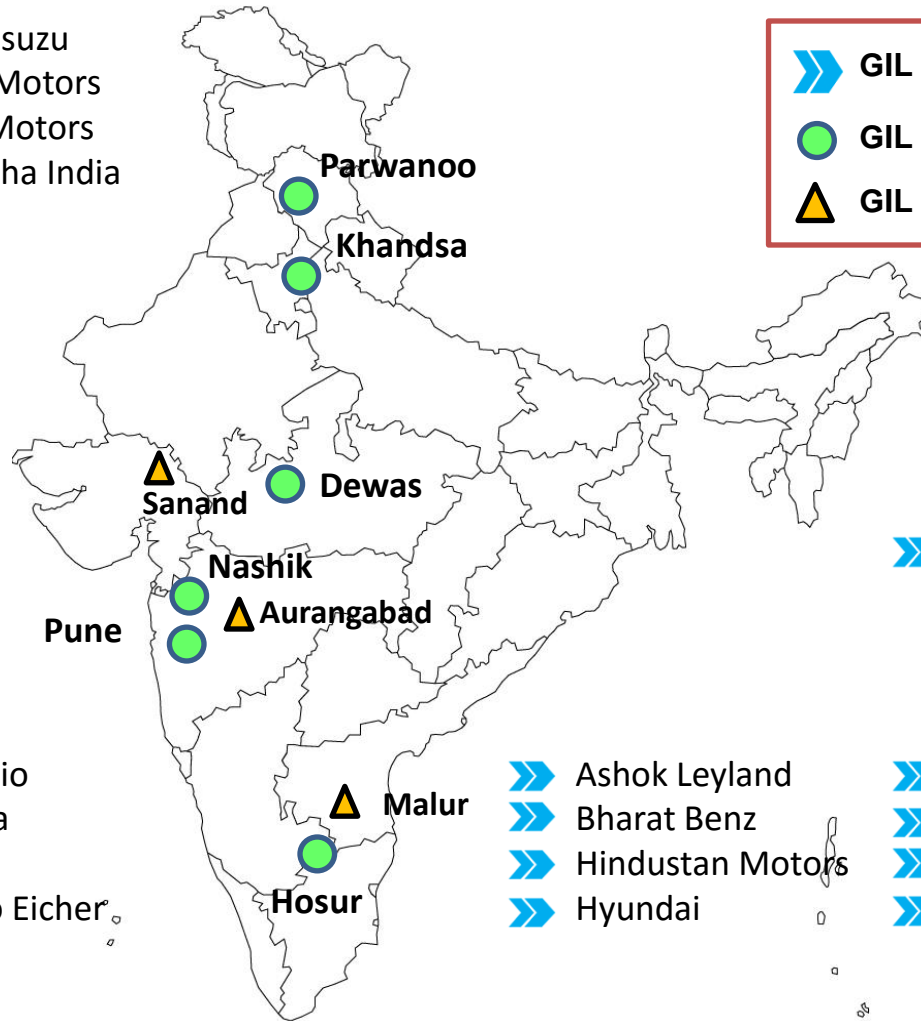 suzu
Motors
Motors
ha India
GIL
GIL
GIL
Parwanoo
Khandsa
Sanand
Dewas
Nashik
Aurangabad
Pune
Malur
Hosur
io
a
Eicher
Ashok Leyland
Bharat Benz
Hindustan Motors
Hyundai